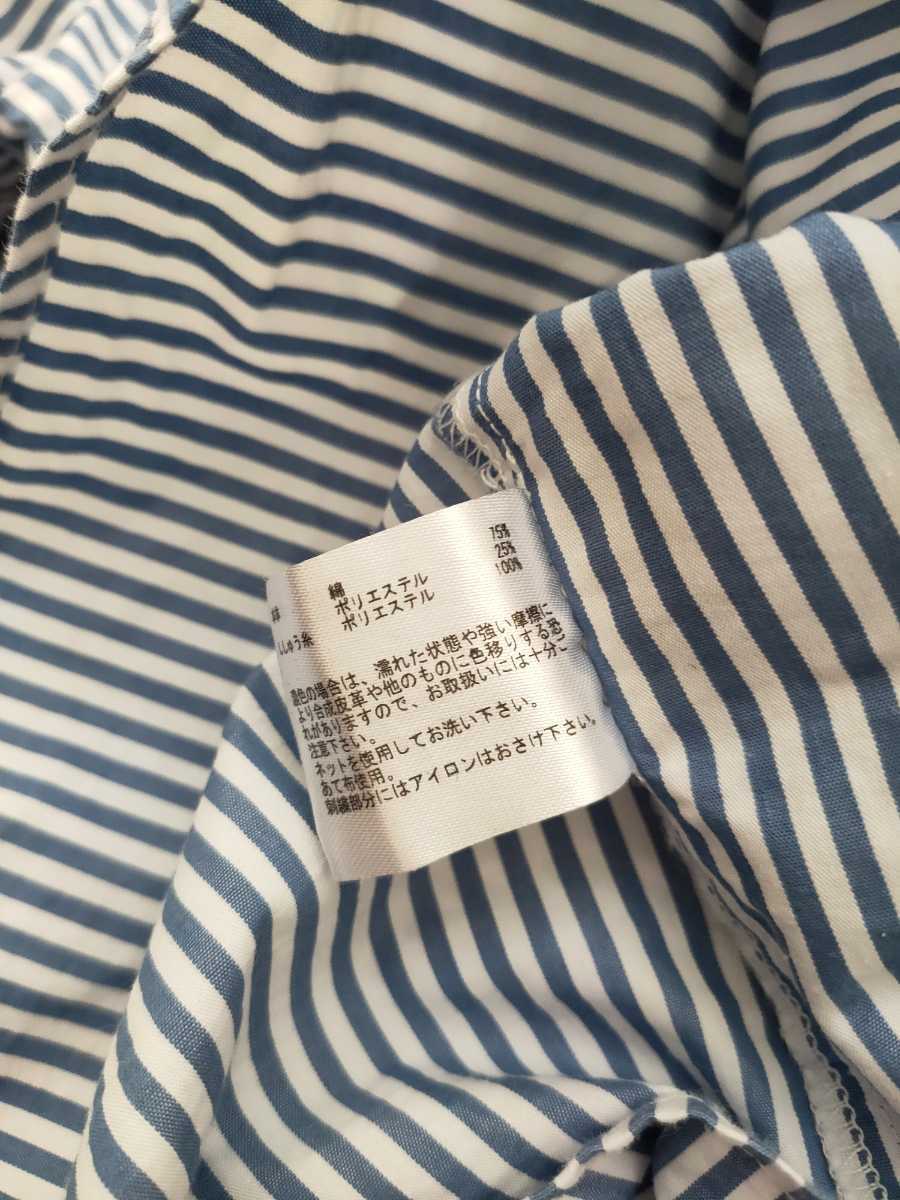 綿 75%
ポリエステル 25%
ししゅう糸 ポリエステル 100%
濃色の場合は、濡れた状態や強い摩擦に
より合成皮革や他のものに色移りする恐
れがありますので、お取扱いには十分ご
注意下さい。
ネットを使用してお洗い下さい。
あて布使用。
刺繍部分にはアイロンはおさけ下さい。